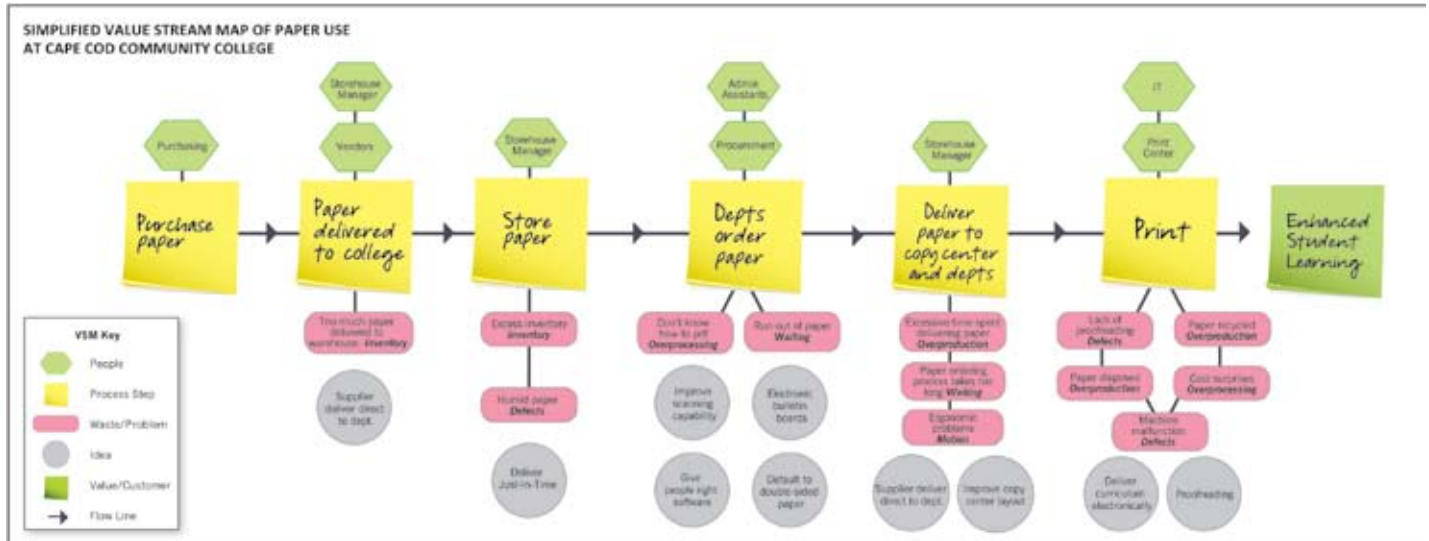 SIMPLIFIED VALUE STREAM MAP OF PAPER USE
AT CAPE COD COMMUNITY COLLEGE
Storehouse
Manager
Admin
Assistants
IT
Purchasing
Vendors
Storehouse
Manager
Procurement
Storehouse
Manager
Print
Center
Purchase
paper
Paper
delivered
to college
Store
paper
Depts
order
paper
Deliver
paper to
copy center
and depts
Print
Enhanced
Student
Learning
Too much paper
delivered to
warehouse Inventory
Excess inventory
Inventory
Humid paper
Defects
Don't know
how to pdf
Overprocessing
Run out of paper
Waiting
Excessive time spent
delivering paper
Overproduction
Paper ordering
process takes too
long Waiting
Ergonomic
problems
Motion
Lack of
proofreading
Defects
Paper recycled
Overproduction
Paper disposed
Overproduction
Cost surprises
Overprocessing
Machine
malfunction
Defects
Supplier
deliver direct
to dept.
Deliver
Just-in-Time
Improve
scanning
capability
Electronic
bulletin
boards
Give
people right
software
Default to
double-sided
paper
Supplier deliver
direct to dept.
Improve copy
center layout
Deliver
curriculum
electronically
Proofreading
VSM Key
People
Process Step
Waste/Problem
Idea
Value/Customer
Flow Line